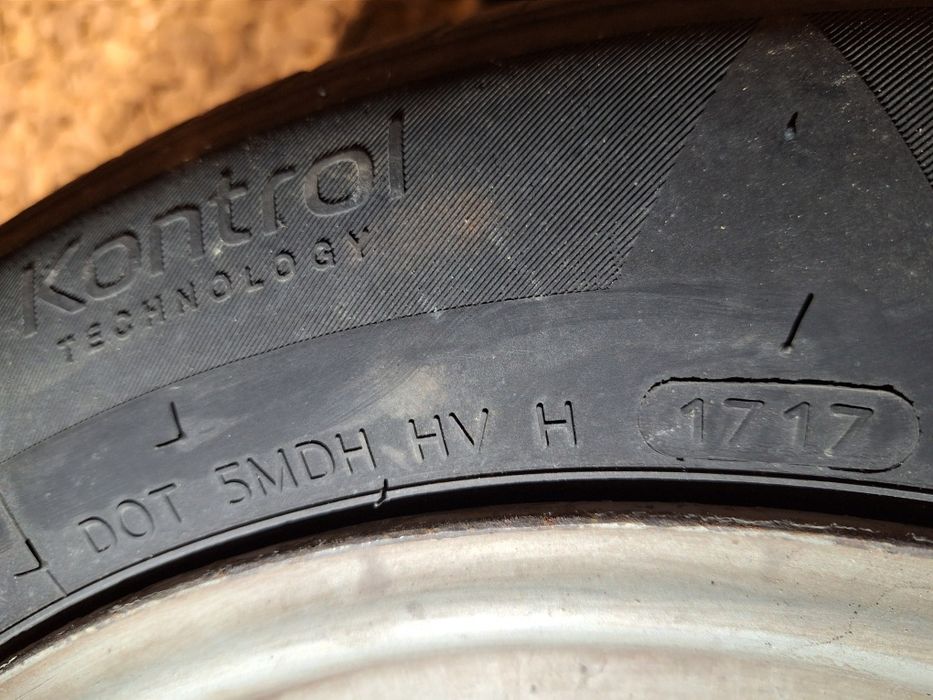 Kontrol
TECHNOLOGY
DOT 5MDH HV H 1717